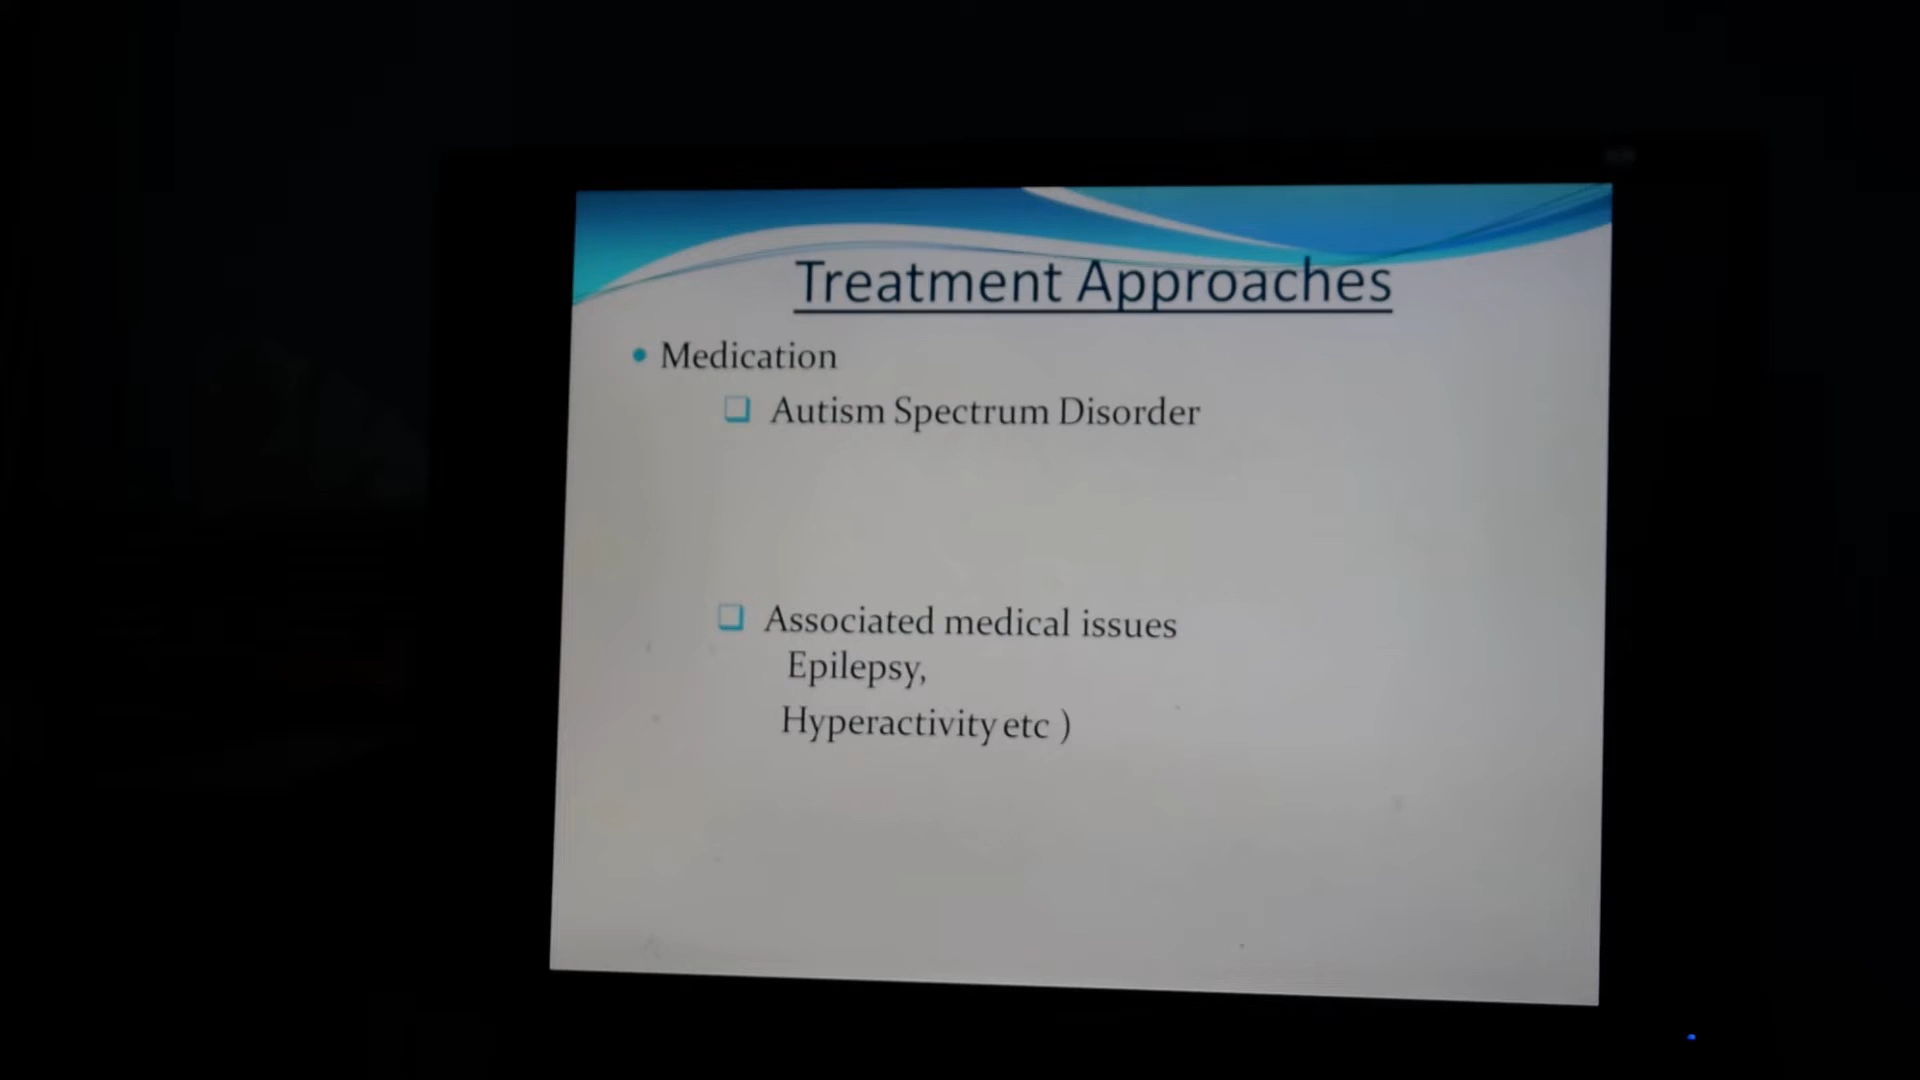 Treatment Approaches
• Medication
❑ Autism Spectrum Disorder
❑ Associated medical issues
Epilepsy,
Hyperactivity etc )